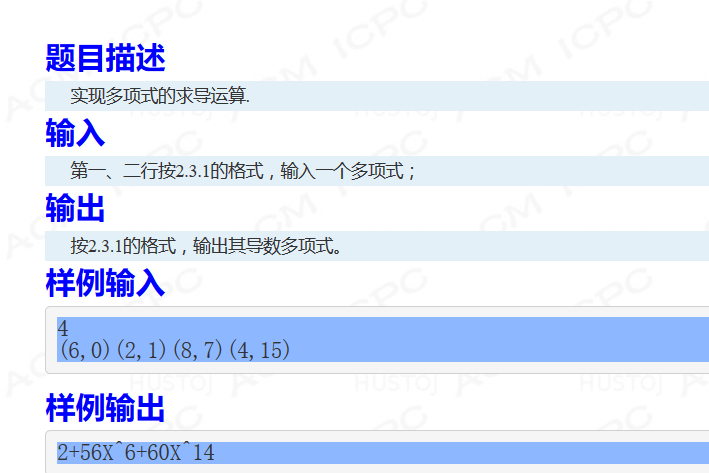 题目描述
实现多项式的求导运算.
输入
第一、二行按2.3.1的格式，输入一个多项式；
输出
按2.3.1的格式，输出其导数多项式。
样例输入
4
(6,0)(2,1)(8,7)(4,15)
HUSTOJ HUSTOJ HUSTOJ
样例输出
2+56X^6+60X^14